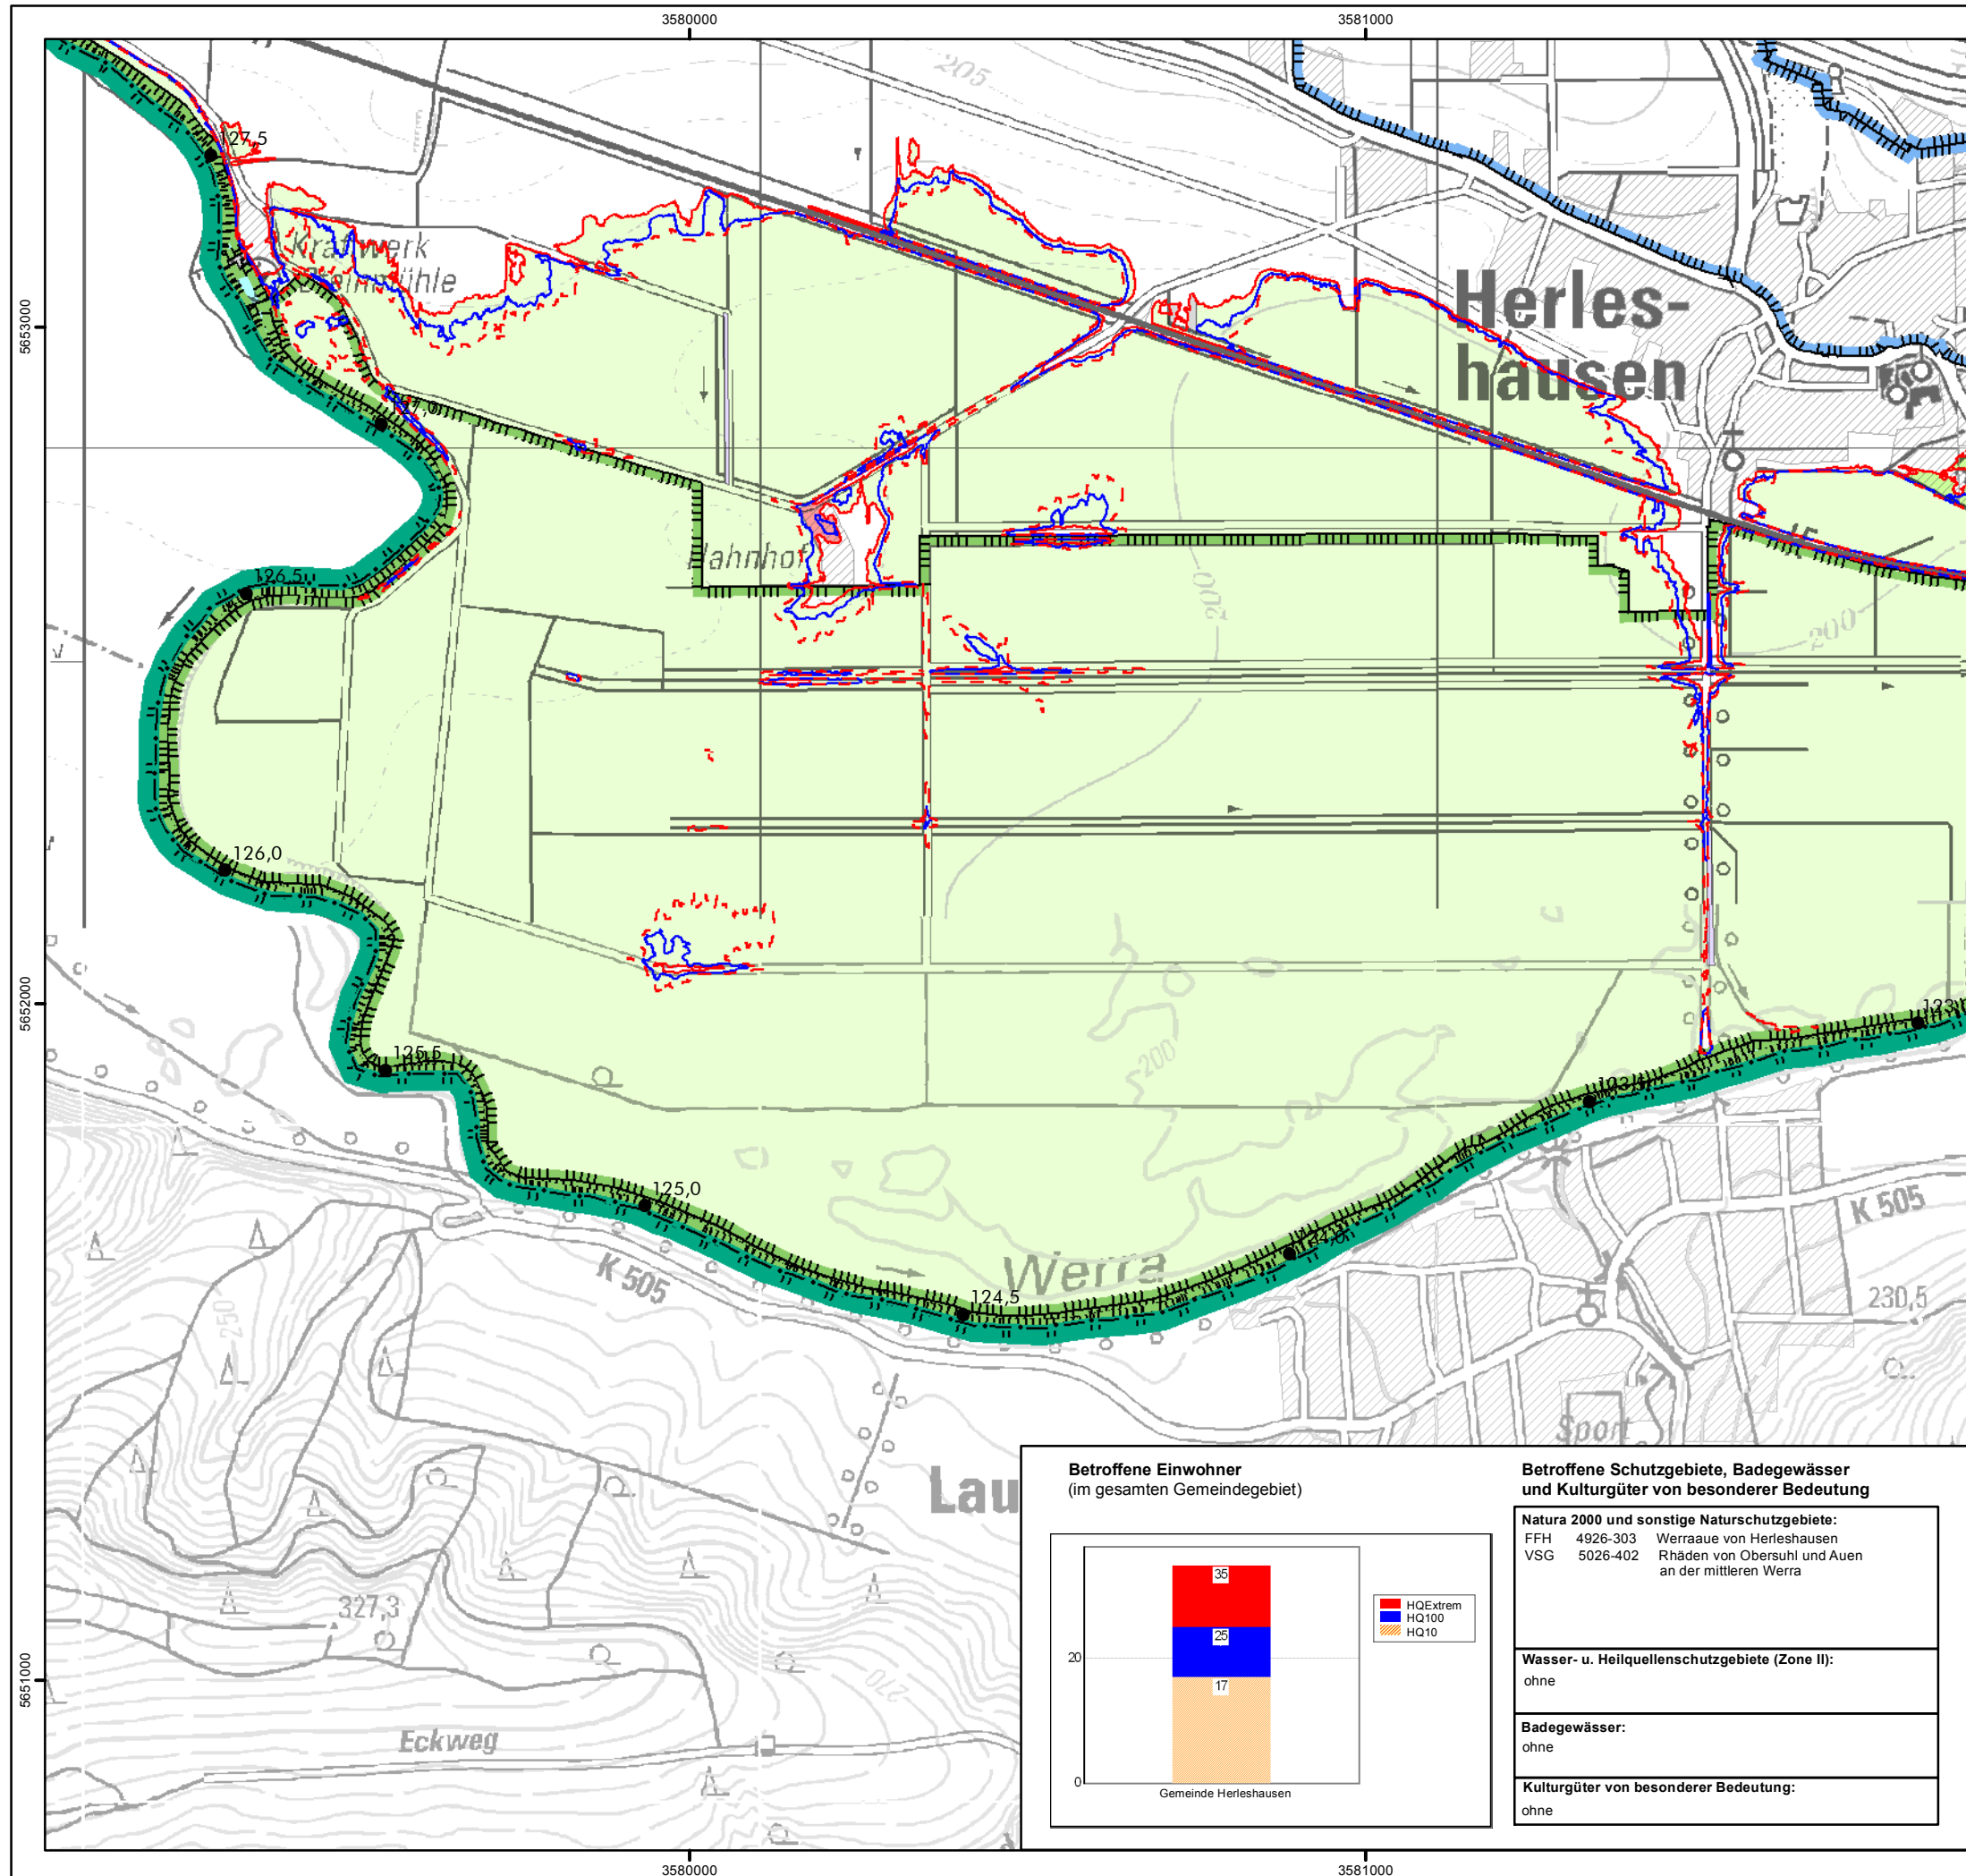 3580000
3581000
205
127,5
Kraftwerk
5653000
Herles-
hausen
127,0
200
126,5
200
126,0
5652000
123,5
125,5
200
125,0
K 505
K 505
Werra
124,0
124,5
230,5
250
Sport
Lau
327,3
270
5651000
Eckweg
Betroffene Einwohner
(im gesamten Gemeindegebiet)
35
25
20
17
0
Gemeinde Herleshausen
HQExtrem
HQ100
HQ10
Betroffene Schutzgebiete, Badegewässer
und Kulturgüter von besonderer Bedeutung
Natura 2000 und sonstige Naturschutzgebiete:
FFH 4926-303 Werraaue von Herleshausen
VSG 5026-402 Rhäden von Obersuhl und Auen
an der mittleren Werra
Wasser- u. Heilquellenschutzgebiete (Zone II):
ohne
Badegewässer:
ohne
Kulturgüter von besonderer Bedeutung:
ohne
3580000
3581000